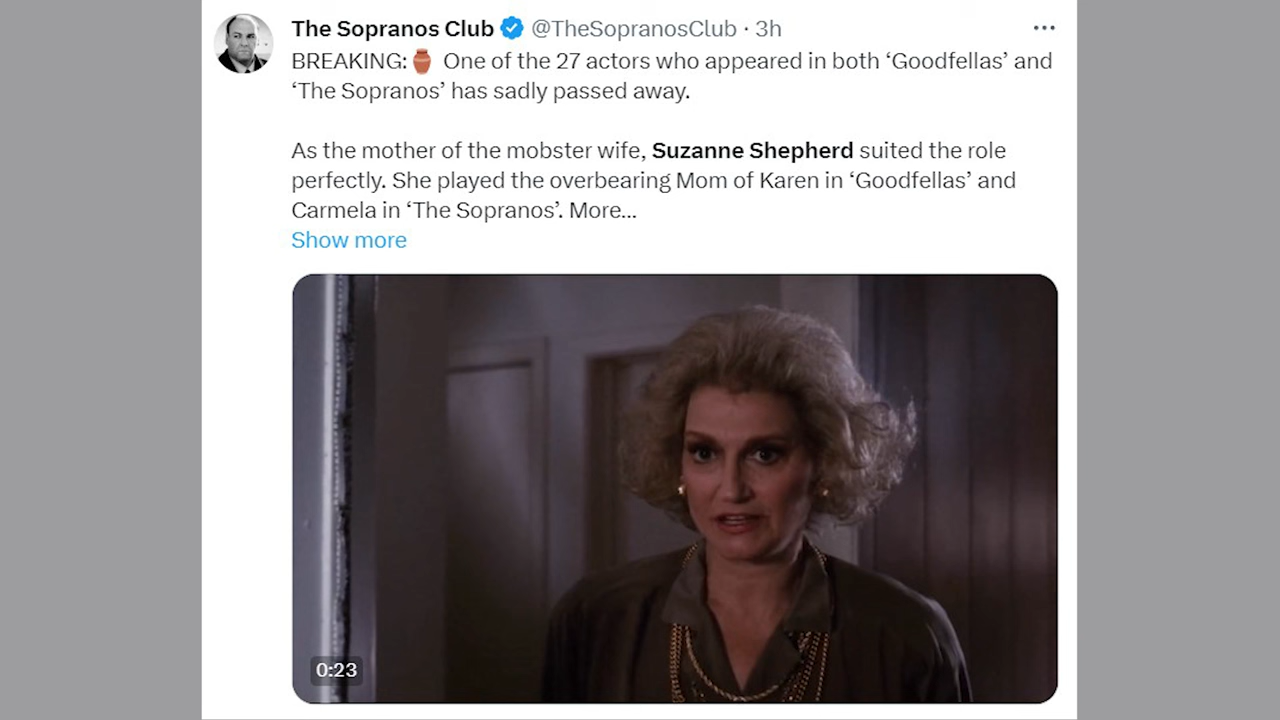 The Sopranos Club @TheSopranosClub · 3h
BREAKING:⚱️ One of the 27 actors who appeared in both ‘Goodfellas’ and
‘The Sopranos’ has sadly passed away.
As the mother of the mobster wife, Suzanne Shepherd suited the role
perfectly. She played the overbearing Mom of Karen in ‘Goodfellas’ and
Carmela in ‘The Sopranos’. More...
Show more
0:23